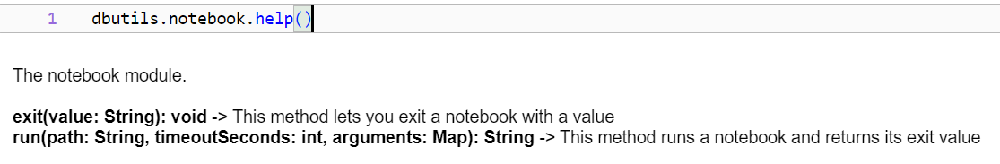 1 dbutils.notebook.help()
The notebook module.
exit(value: String): void -> This method lets you exit a notebook with a value
run(path: String, timeoutSeconds: int, arguments: Map): String -> This method runs a notebook and returns its exit value